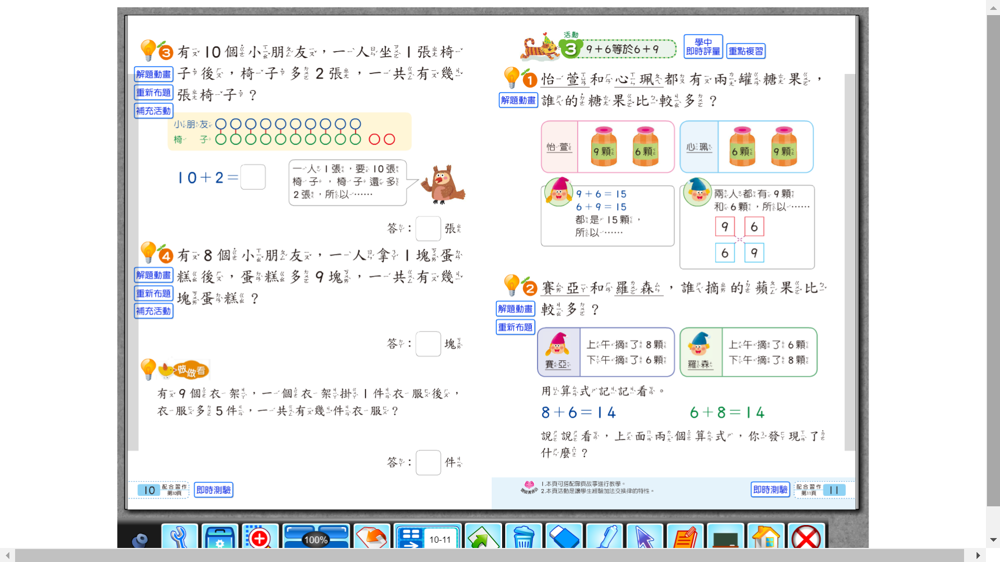 3 有10個小朋友，一人坐1張椅
子後，椅子多2張，一共有幾
張椅子？
解題動畫
重新布題
補充活動
小朋友
椅 子
10+2=
一人1張，要10張
椅子，椅子還多
2張，所以……
答： 張
4 有8個小朋友，一人拿1塊蛋
糕後，蛋糕多9塊，一共有幾
塊蛋糕？
解題動畫
重新布題
補充活動
答： 塊
做做看
有9個衣架，一個衣架掛1件衣服後，
衣服多5件，一共有幾件衣服？
答： 件
10 配合習作
第10頁
即時測驗
活動
3 9+6等於6+9
學中
即時評量
重點複習
1 怡萱和心珮都有兩罐糖果，
誰的糖果比較多？
解題動畫
怡萱 9顆 6顆
心珮 6顆 9顆
9+6=15
6+9=15
都是15顆，
所以……
兩人都有9顆
和6顆，所以……
9 6
6 9
2 賽亞和羅森，誰摘的蘋果比
較多？
解題動畫
重新布題
賽亞
上午摘了8顆
下午摘了6顆
羅森
上午摘了6顆
下午摘了8顆
用算式記記看。
8+6=14 6+8=14
說說看，上面兩個算式，你發現了
什麼？
1.本頁可搭配扉頁故事進行教學。
2.本頁活動是讓學生經驗加法交換律的特性。
即時測驗
配合習作
第11頁 11
100%
10-11